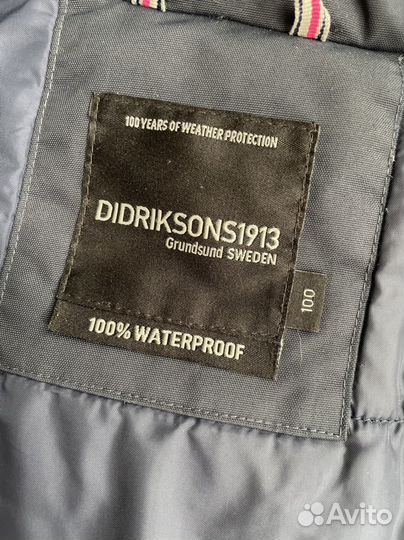 100 YEARS OF WEATHER PROTECTION
DIDRIKSONS1913
Grundsund SWEDEN
100
100% WATERPROOF
Avito